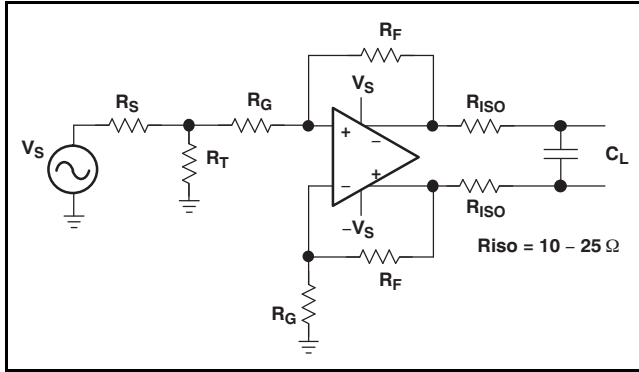 R_F
V_S
R_S
R_G
R_ISO
V_S
+
−
R_T
C_L
−
+
R_ISO
−V_S
Riso = 10 – 25 Ω
R_F
R_G